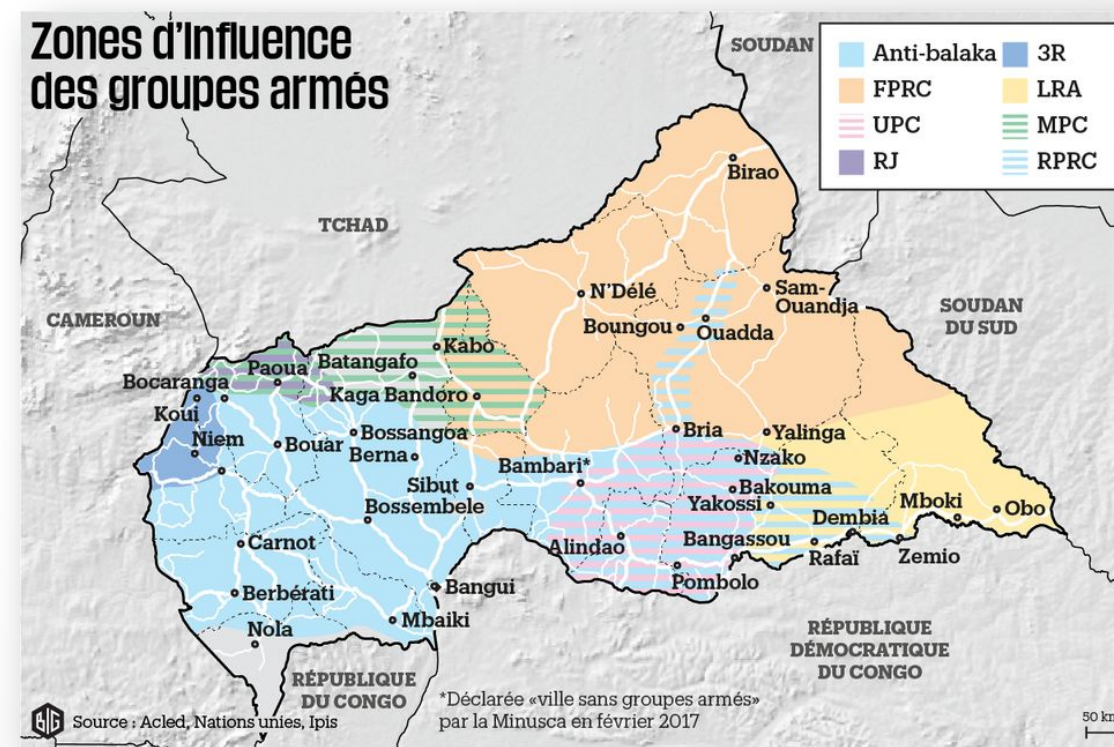 Zones d'Influence
des groupes armés
Anti-balaka
3R
FPRC
LRA
UPC
MPC
RJ
RPRC
SOUDAN
TCHAD
CAMEROUN
SOUDAN
DU SUD
Birao
N'Délé
Sam-
Ouandja
Boungou
Ouadda
Kabo
Batangafo
Paoua
Bocaranga
Kaga Bandoro
Koui
Niem
Bouar
Bossangoa
Berna
Bria
Yalinga
Bambari*
Nzako
Sibut
Bakouma
Yakossi
Mboki
Obo
Bossembele
Dembia
Carnot
Alindao
Bangassou
Rafaï
Zemio
Pombolo
Berbérati
Bangui
Mbaiki
Nola
RÉPUBLIQUE
DU CONGO
RÉPUBLIQUE
DÉMOCRATIQUE
DU CONGO
*Déclarée «ville sans groupes armés»
par la Minusca en février 2017
BIG
Source : Acled, Nations unies, Ipis
50 km